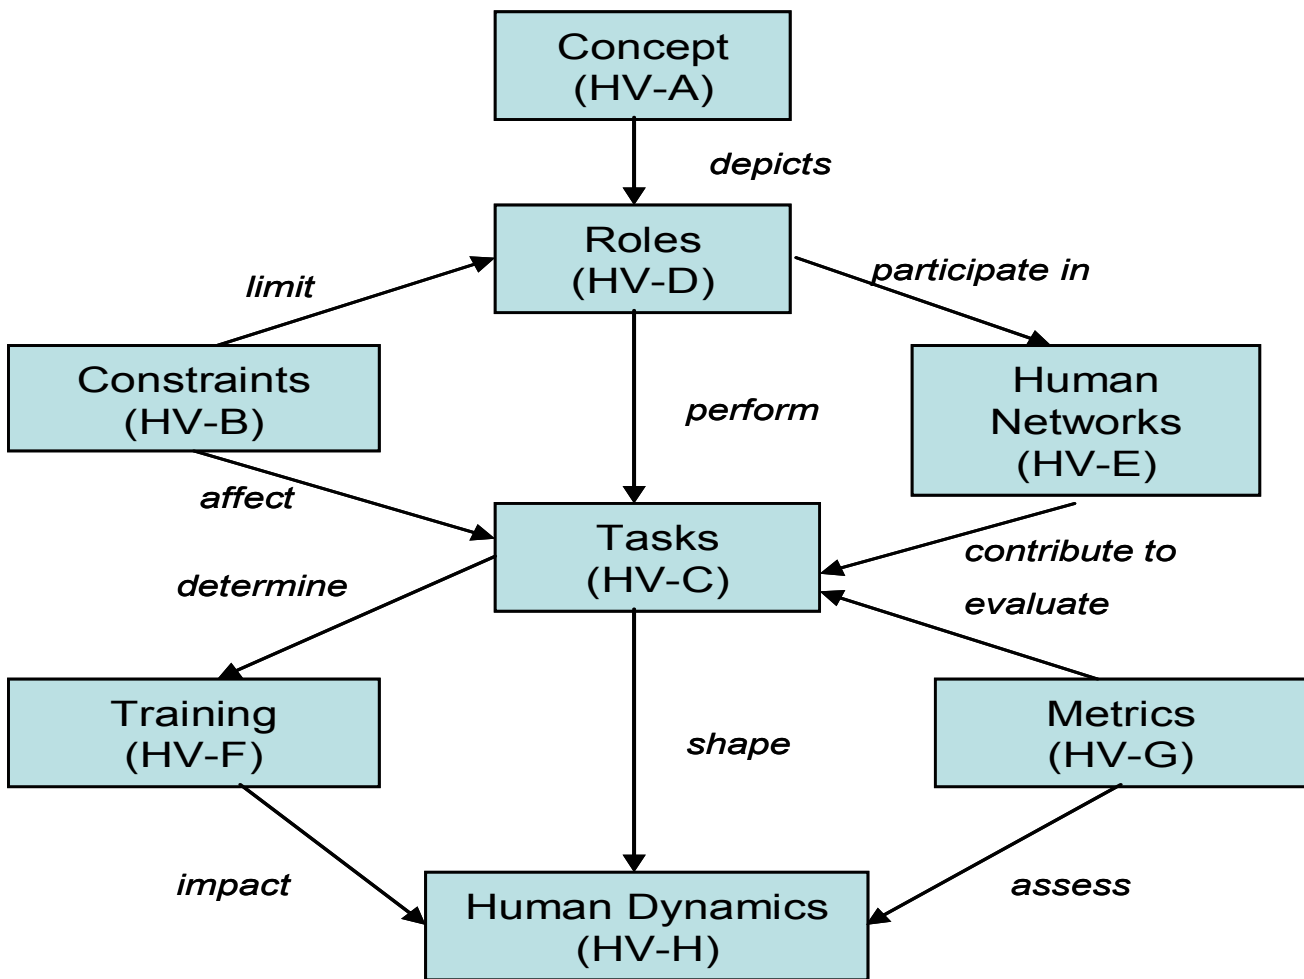 Concept
(HV-A)
depicts
Roles
(HV-D)
participate in
limit
Constraints
(HV-B)
Human
Networks
(HV-E)
perform
affect
Tasks
(HV-C)
contribute to
determine
evaluate
Training
(HV-F)
Metrics
(HV-G)
shape
impact
assess
Human Dynamics
(HV-H)